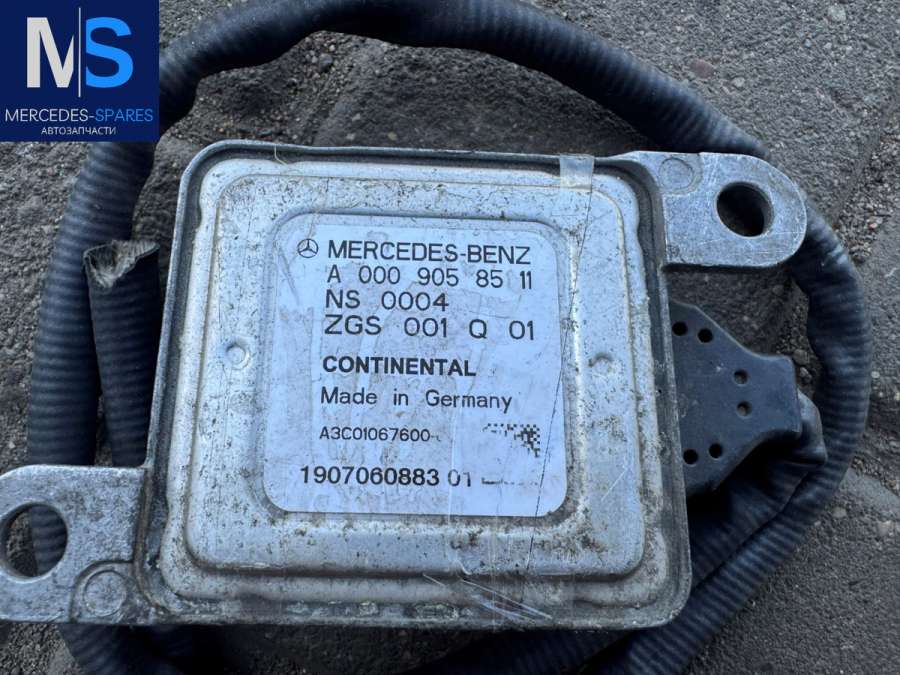 MS
MERCEDES-SPARES
АВТОЗАПЧАСТИ
MERCEDES-BENZ
A 000 905 85 11
NS 0004
ZGS 001 Q 01
CONTINENTAL
Made in Germany
A3C01067600
1907060883 01